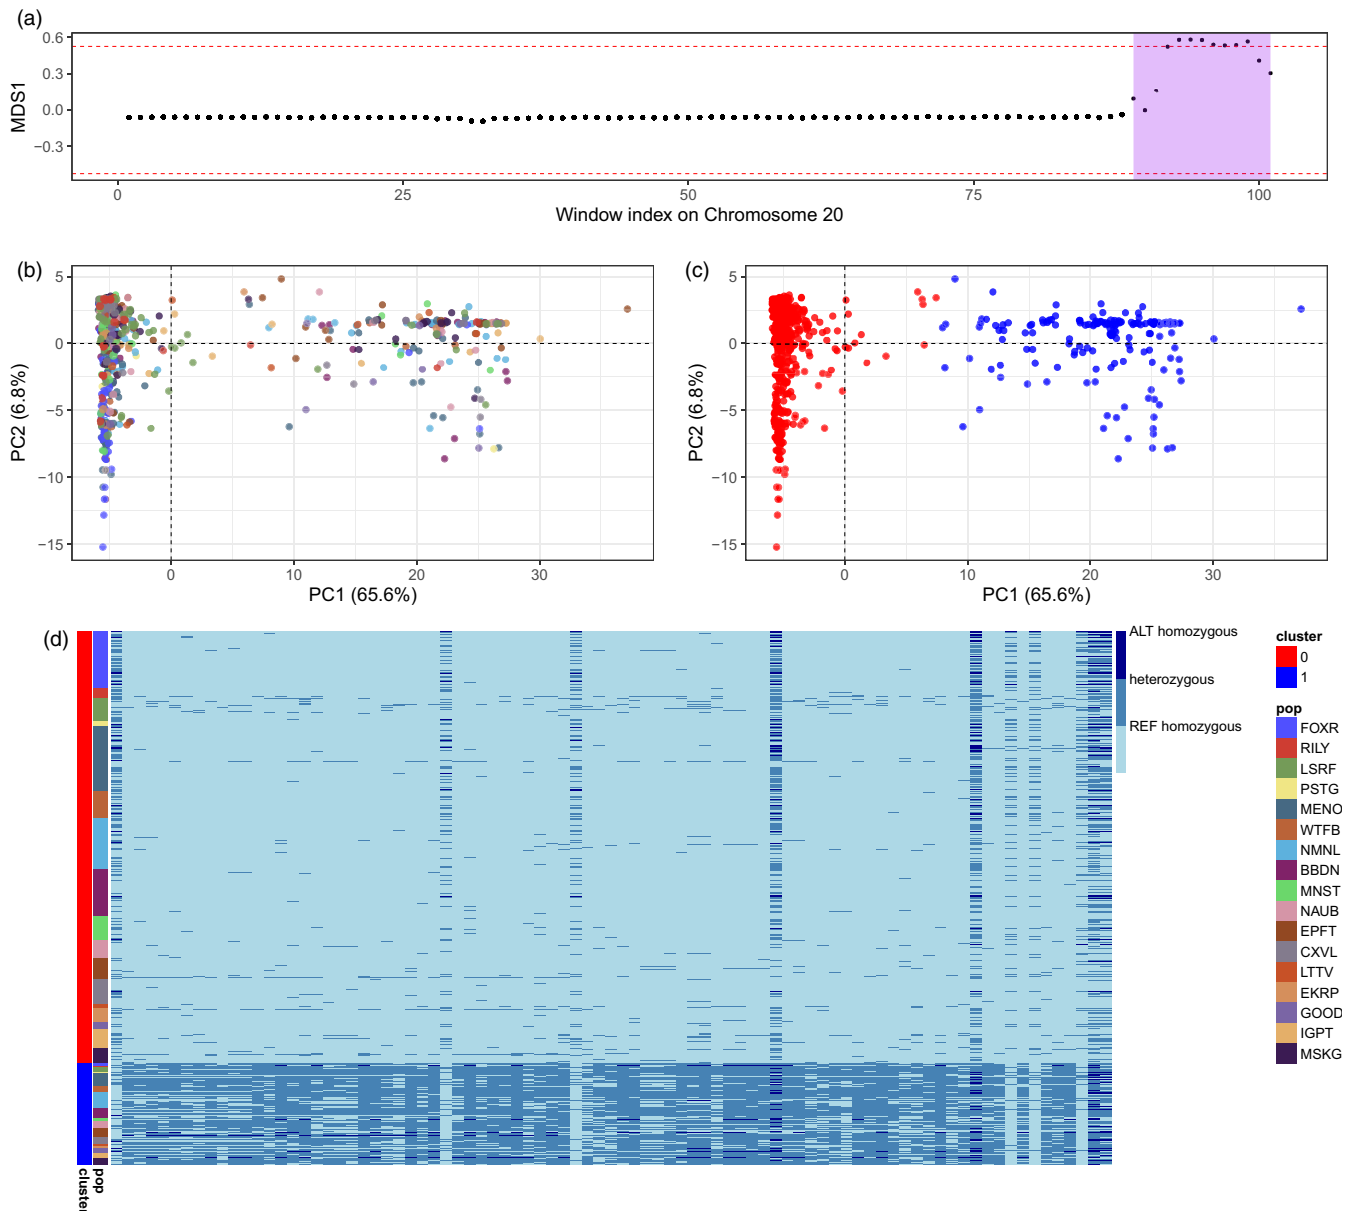 (a)
0.6
0.3
0.0
−0.3
MDS1
0
25
50
75
100
Window index on Chromosome 20
(b)
5
0
−5
−10
−15
PC2 (6.8%)
0
10
20
30
PC1 (65.6%)
(c)
5
0
−5
−10
−15
PC2 (6.8%)
0
10
20
30
PC1 (65.6%)
(d)
ALT homozygous
heterozygous
REF homozygous
cluster
0
1
pop
FOXR
RILY
LSRF
PSTG
MENO
WTFB
NMNL
BBDN
MNST
NAUB
EPFT
CXVL
LTTV
EKRP
GOOD
IGPT
MSKG
cluster
pop